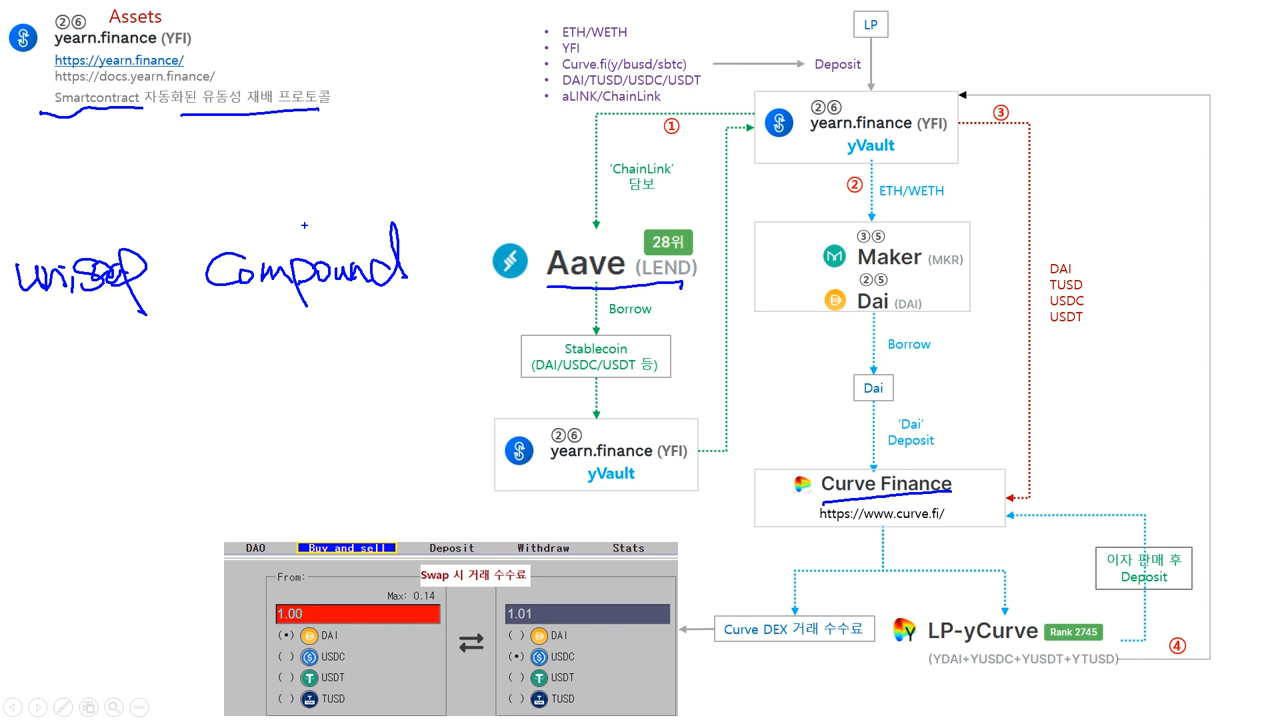 ②⑥ Assets
yearn.finance (YFI)
https://yearn.finance/
https://docs.yearn.finance/
Smartcontract 자동화된 유동성 재배 프로토콜
Compound
• ETH/WETH
• YFI
• Curve.fi(y/busd/sbtc)
• DAI/TUSD/USDC/USDT
• aLINK/ChainLink
LP
Deposit
②⑥
yearn.finance (YFI)
yVault
①
'ChainLink'
담보
28위
Aave (LEND)
Borrow
Stablecoin
(DAI/USDC/USDT 등)
②⑥
yearn.finance (YFI)
yVault
②
ETH/WETH
③⑤
Maker (MKR)
②⑤
Dai (DAI)
Borrow
Dai
'Dai'
Deposit
Curve Finance
https://www.curve.fi/
③
DAI
TUSD
USDC
USDT
이자 판매 후
Deposit
Curve DEX 거래 수수료
LP-yCurve Rank 2745
(YDAI+YUSDC+YUSDT+YTUSD)
④
DAO Buy and sell Deposit Withdraw Stats
Swap 시 거래 수수료
From:
Max: 0.14
1.00
(•) DAI
( ) USDC
( ) USDT
( ) TUSD
1.01
( ) DAI
(•) USDC
( ) USDT
( ) TUSD